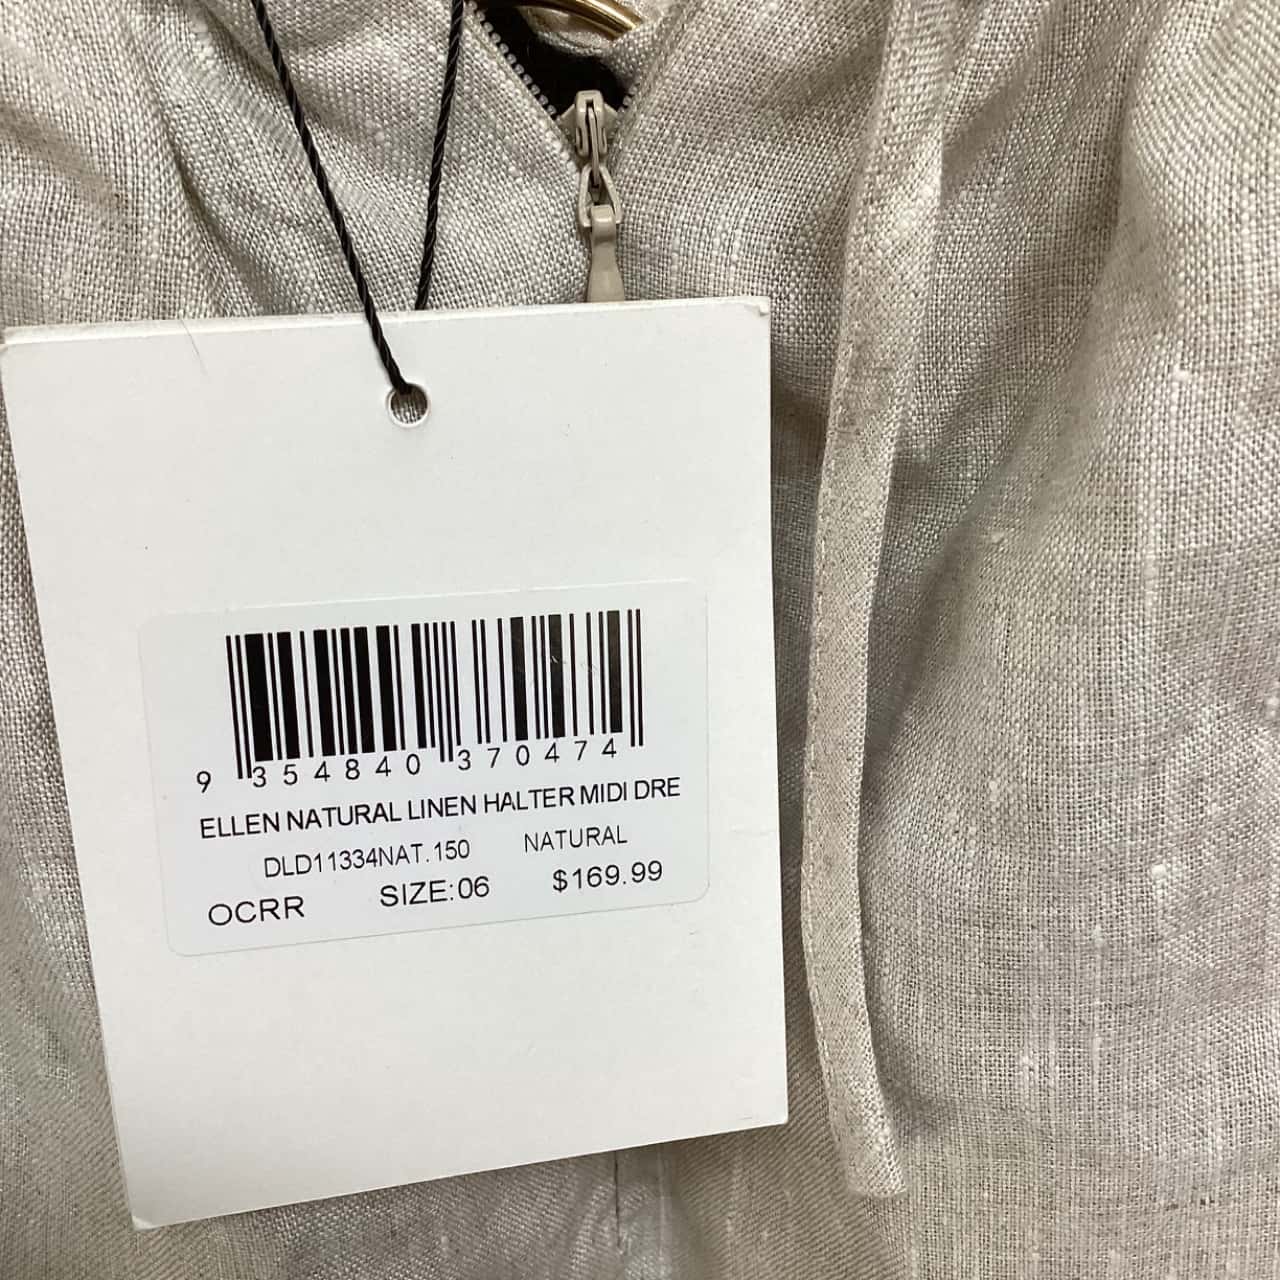 9 354840 370474
ELLEN NATURAL LINEN HALTER MIDI DRE
DLD11334NAT.150 NATURAL
OCRR SIZE:06 $169.99